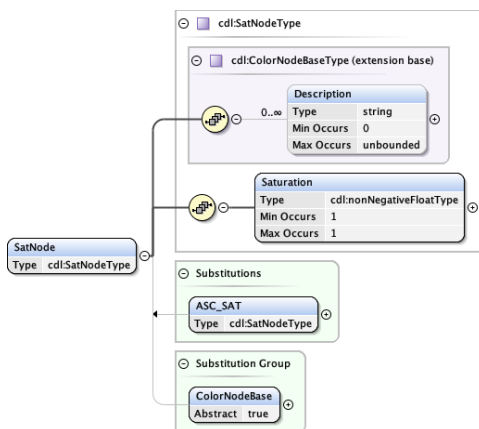 cdl:SatNodeType
cdl:ColorNodeBaseType (extension base)
Description
0..∞
Type string
Min Occurs 0
Max Occurs unbounded
Saturation
Type cdl:nonNegativeFloatType
Min Occurs 1
Max Occurs 1
SatNode
Type cdl:SatNodeType
Substitutions
ASC_SAT
Type cdl:SatNodeType
Substitution Group
ColorNodeBase
Abstract true